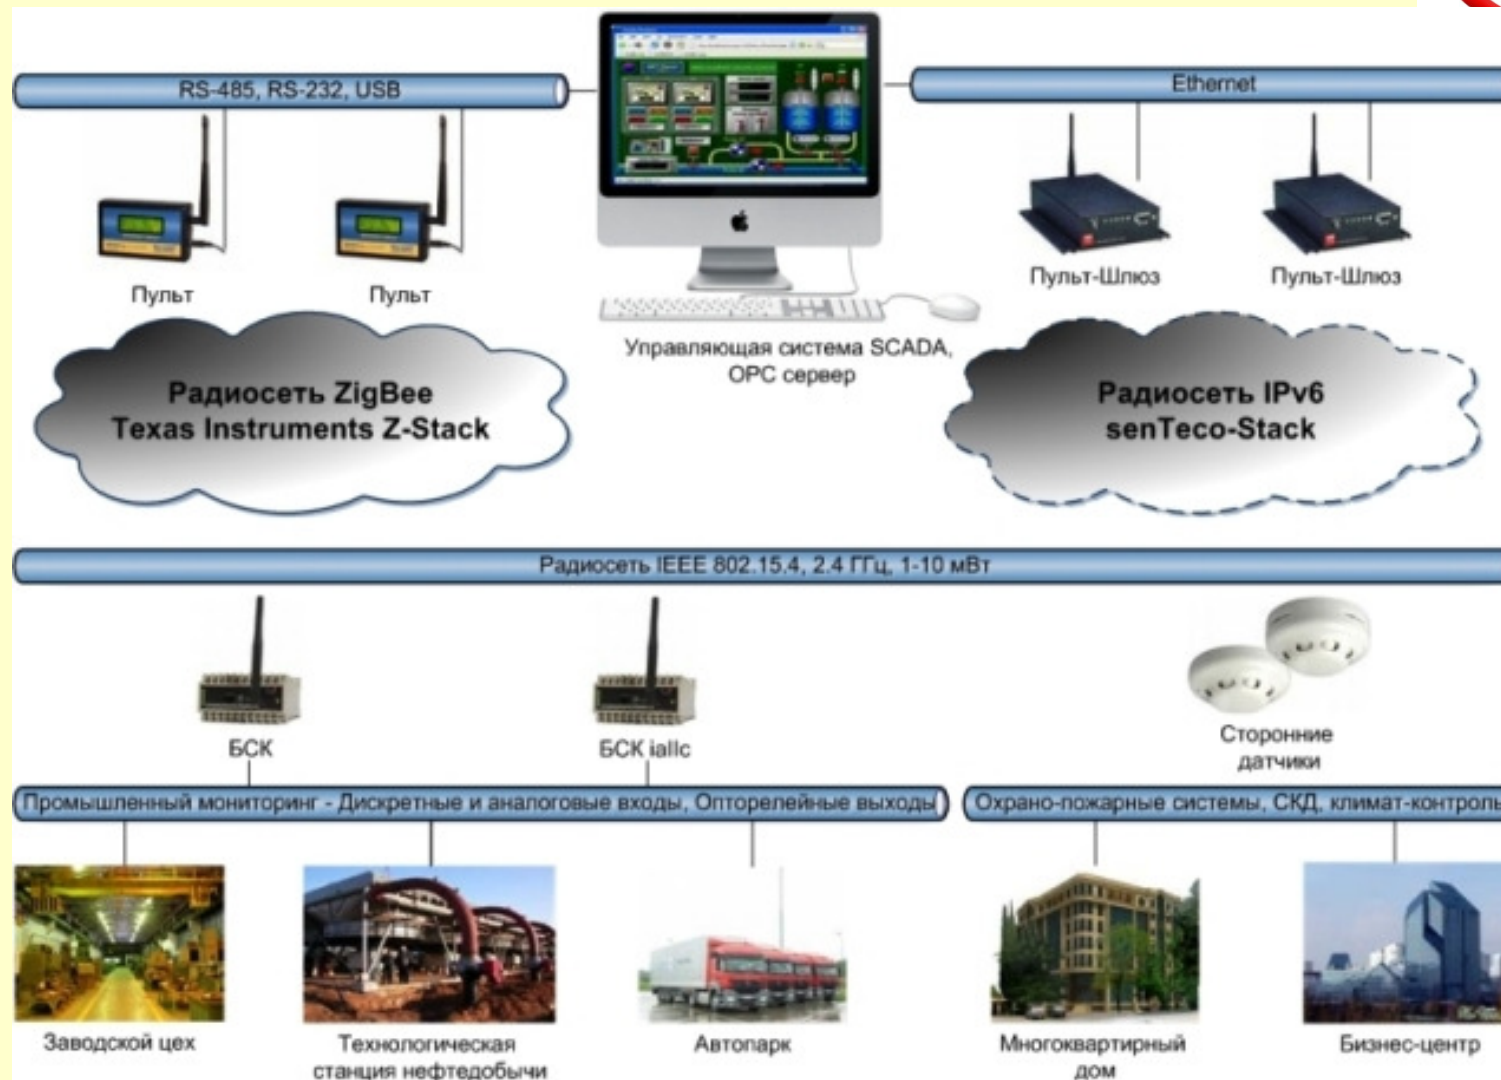 RS-485, RS-232, USB
Ethernet
Пульт
Пульт
Пульт-Шлюз
Пульт-Шлюз
Управляющая система SCADA,
OPC сервер
Радиосеть ZigBee
Texas Instruments Z-Stack
Радиосеть IPv6
senTeco-Stack
Радиосеть IEEE 802.15.4, 2.4 ГГц, 1-10 мВт
БСК
БСК iallc
Сторонние
датчики
Промышленный мониторинг - Дискретные и аналоговые входы, Опторелейные выходы
Охрано-пожарные системы, СКД, климат-контроль
Заводской цех
Технологическая
станция нефтедобычи
Автопарк
Многоквартирный
дом
Бизнес-центр